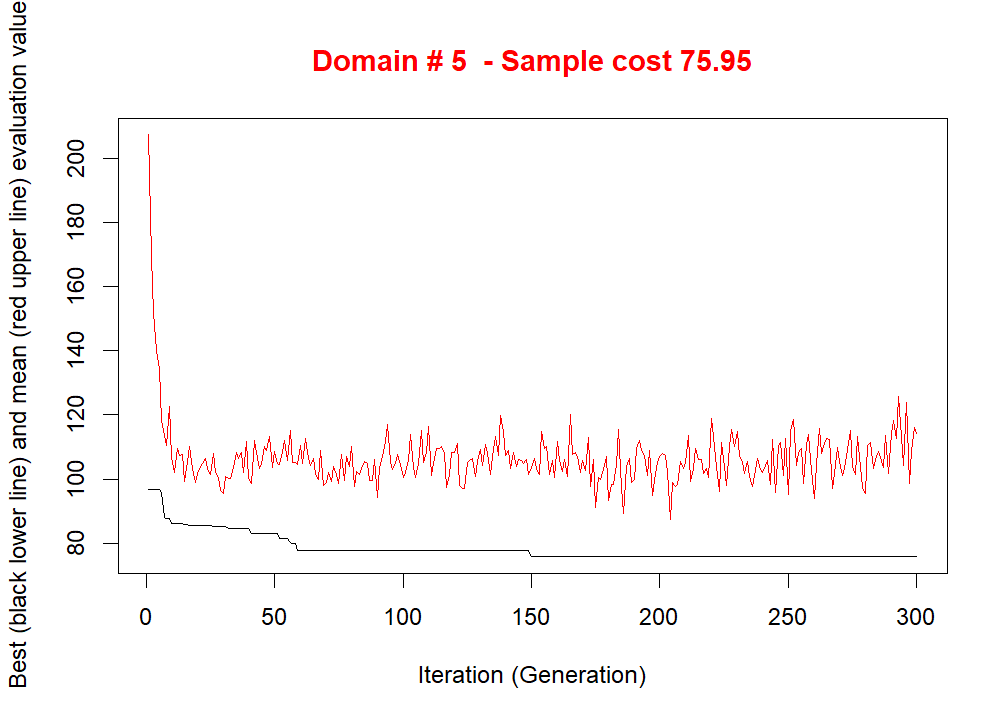 Domain # 5  - Sample cost 75.95
Best (black lower line) and mean (red upper line) evaluation value
200
180
160
140
120
100
80
0 50 100 150 200 250 300
Iteration (Generation)